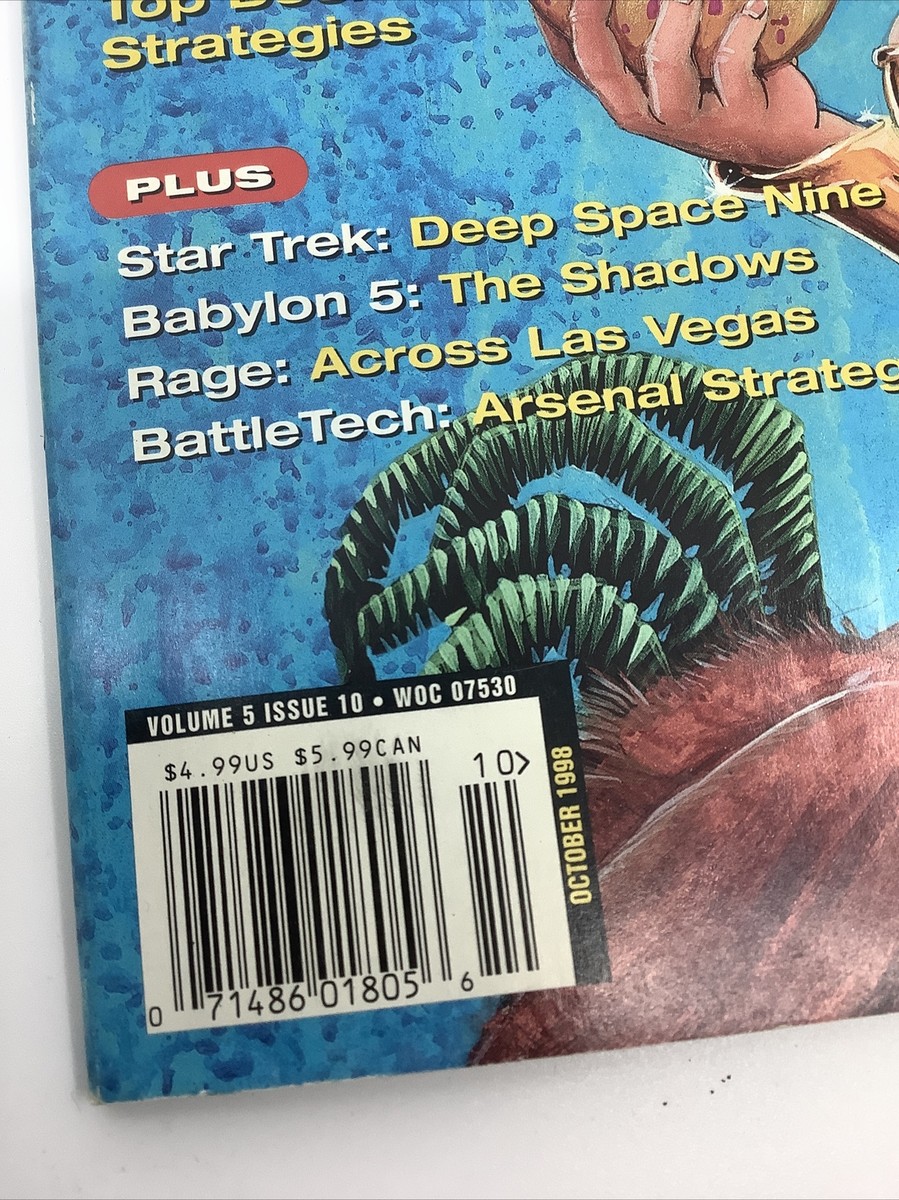 Top
Strategies
PLUS
Star Trek: Deep Space Nine
Babylon 5: The Shadows
Rage: Across Las Vegas
BattleTech: Arsenal Strateg
VOLUME 5 ISSUE 10 • WOC 07530
$4.99US $5.99CAN
10>
OCTOBER 1998
0 71486 01805 6